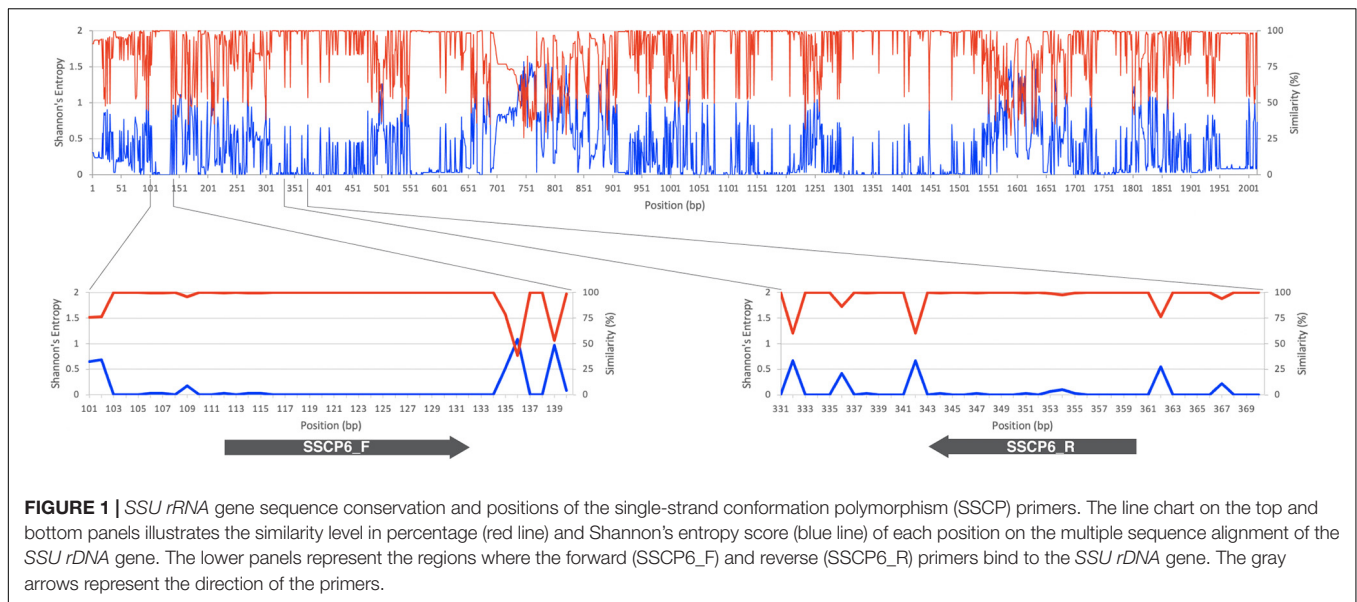 2
1.5
1
0.5
0
Shannon's Entropy
100
75
50
25
0
Similarity (%)
1 51 101 151 201 251 301 351 401 451 501 551 601 651 701 751 801 851 901 951 1001 1051 1101 1151 1201 1251 1301 1351 1401 1451 1501 1551 1601 1651 1701 1751 1801 1851 1901 1951 2001
Position (bp)
2
1.5
1
0.5
0
Shannon's Entropy
100
75
50
25
0
Similarity (%)
101 103 105 107 109 111 113 115 117 119 121 123 125 127 129 131 133 135 137 139
Position (bp)
SSCP6_F
2
1.5
1
0.5
0
Shannon's Entropy
100
75
50
25
0
Similarity (%)
331 333 335 337 339 341 343 345 347 349 351 353 355 357 359 361 363 365 367 369
Position (bp)
SSCP6_R
FIGURE 1 | SSU rRNA gene sequence conservation and positions of the single-strand conformation polymorphism (SSCP) primers. The line chart on the top and
bottom panels illustrates the similarity level in percentage (red line) and Shannon's entropy score (blue line) of each position on the multiple sequence alignment of the
SSU rDNA gene. The lower panels represent the regions where the forward (SSCP6_F) and reverse (SSCP6_R) primers bind to the SSU rDNA gene. The gray
arrows represent the direction of the primers.